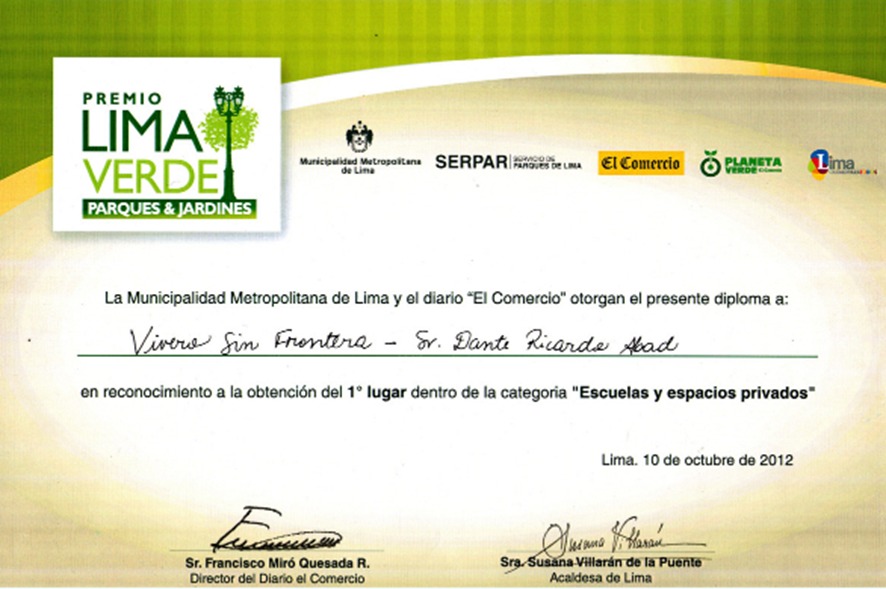 PREMIO
LIMA
VERDE
PARQUES & JARDINES
Municipalidad Metropolitana
de Lima
SERPAR SERVICIO DE
PARQUES DE LIMA
El Comercio
PLANETA
VERDE El Comercio
Lima
La Municipalidad Metropolitana de Lima y el diario "El Comercio" otorgan el presente diploma a:
Vivero Sin Frontera - Sr. Dante Ricardo Abad
en reconocimiento a la obtención del 1° lugar dentro de la categoria "Escuelas y espacios privados"
Lima. 10 de octubre de 2012
Susana Villarán
Sr. Francisco Miró Quesada R.
Director del Diario el Comercio
Sra. Susana Villarán de la Puente
Acaldesa de Lima